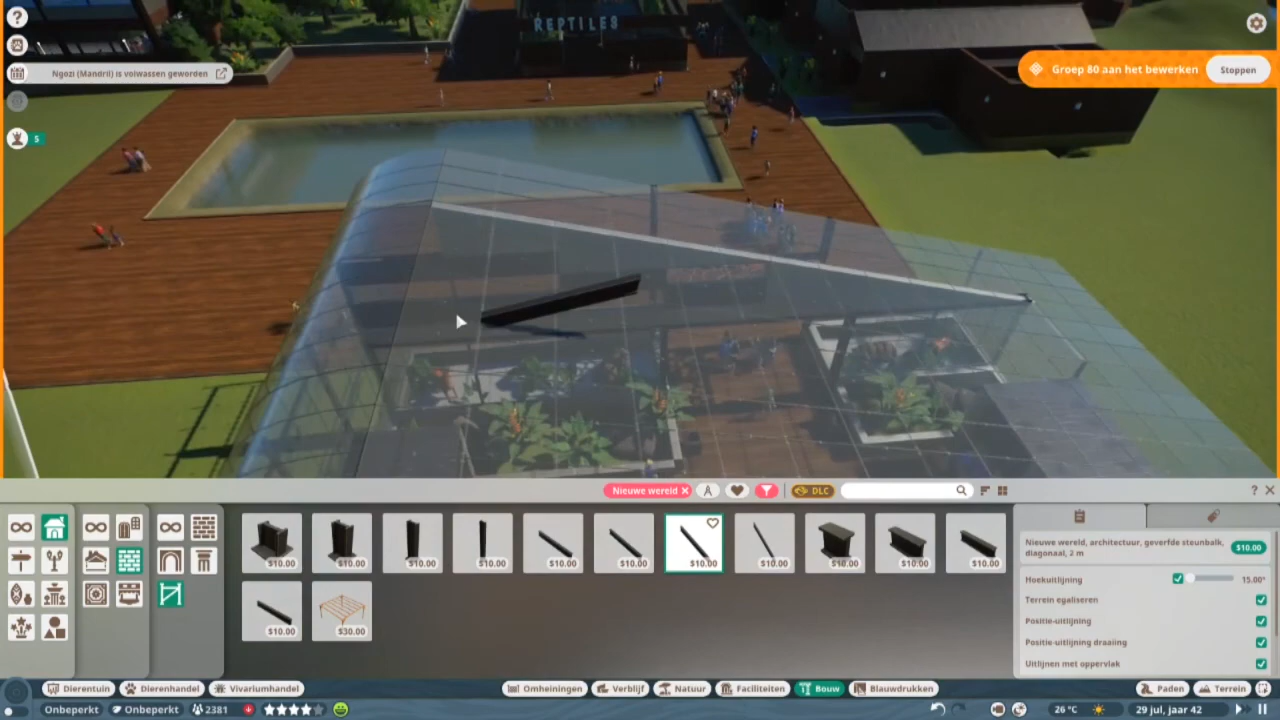 REPTILES
Ngozi (Mandril) is volwassen geworden
Groep 80 aan het bewerken
Stoppen
5
Nieuwe wereld ×
DLC
? ×
$10.00 $10.00 $10.00 $10.00 $10.00 $10.00 $10.00 $10.00 $10.00 $10.00 $10.00
$10.00 $30.00
Nieuwe wereld, architectuur, geverfde steunbalk,
diagonaal, 2 m
$10.00
Hoekuitlijning 15.00°
Terrein egaliseren
Positie-uitlijning
Positie-uitlijning draaiing
Uitlijnen met oppervlak
Dierentuin Dierenhandel Vivariumhandel Omheiningen Verblijf Natuur Faciliteiten Bouw Blauwdrukken Paden Terrein
Onbeperkt Onbeperkt 2381 26 °C 29 jul, jaar 42